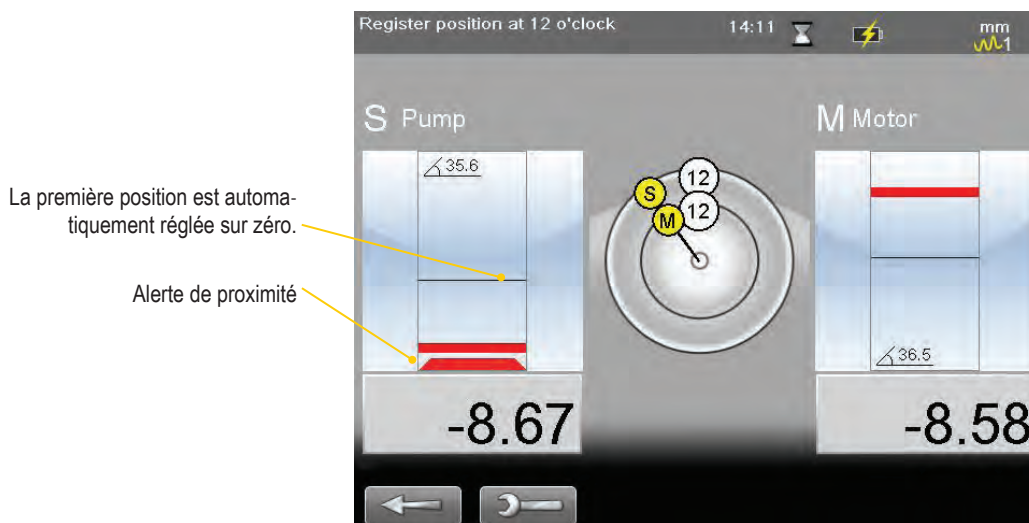 Register position at 12 o'clock
14:11
mm
1
S Pump
M Motor
35.6
12
S
12
M
La première position est automa-
tiquement réglée sur zéro.
Alerte de proximité
36.5
-8.67
-8.58